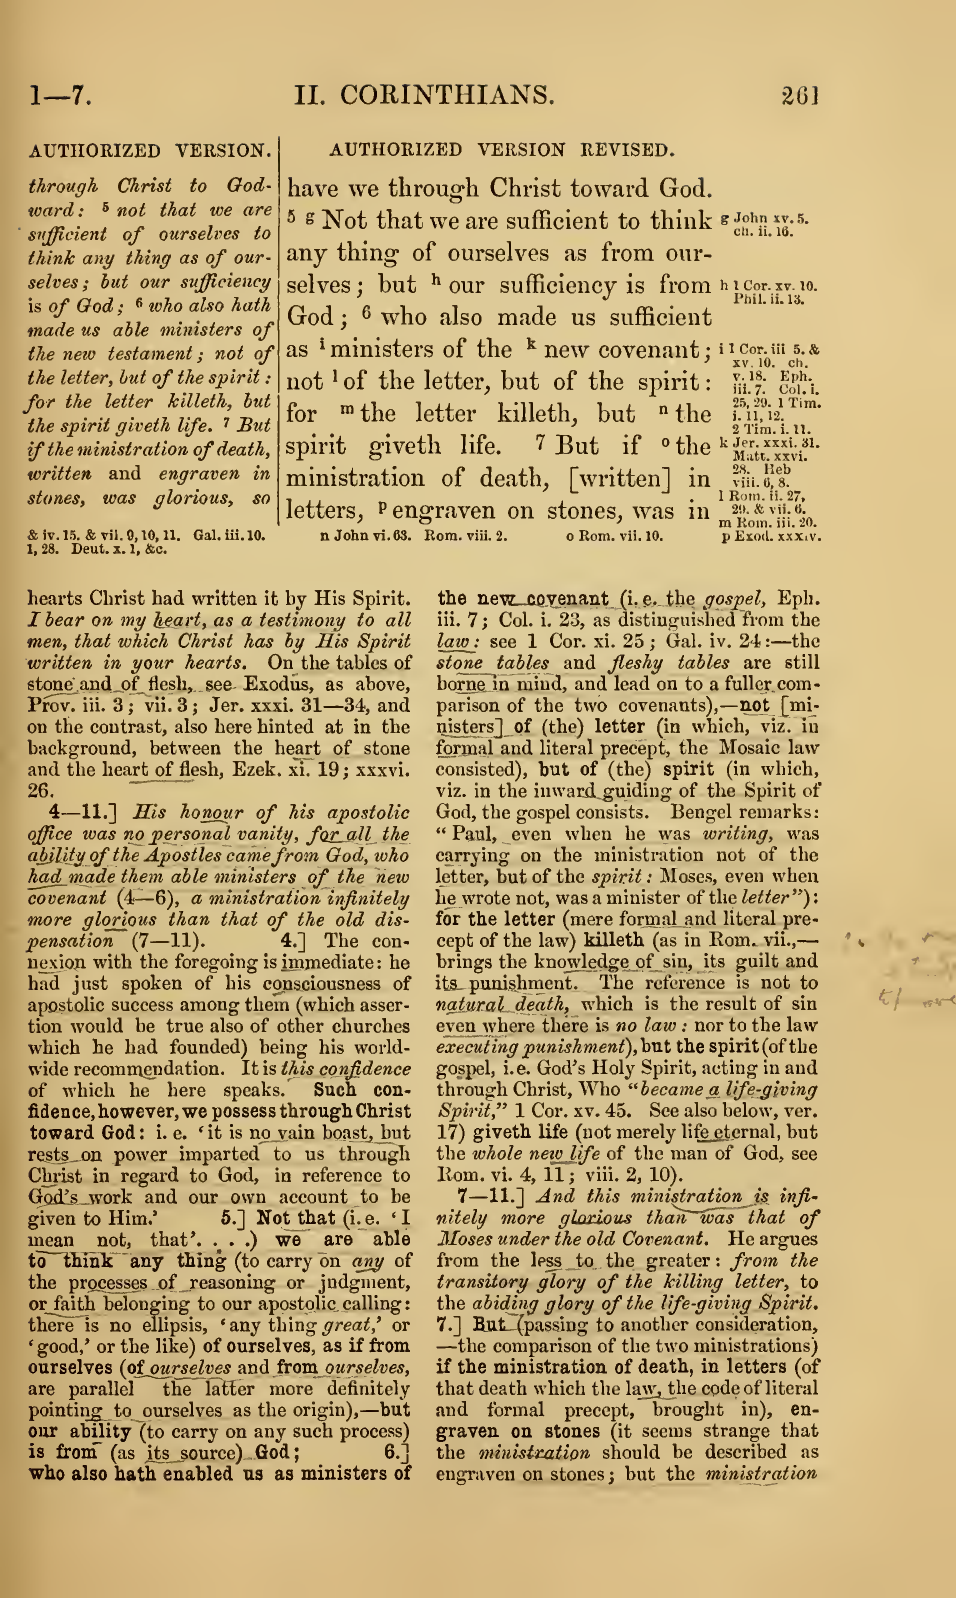 1—7.
II. CORINTHIANS.
261
AUTHORIZED VERSION.
through Christ to God-
ward: 5 not that we are
sufficient of ourselves to
think any thing as of our-
selves; but our sufficiency
is of God; 6 who also hath
made us able ministers of
the new testament; not of
the letter, but of the spirit:
for the letter killeth, but
the spirit giveth life. 7 But
if the ministration of death,
written and engraven in
stones, was glorious, so
AUTHORIZED VERSION REVISED.
have we through Christ toward God.
5 g Not that we are sufficient to think
any thing of ourselves as from our-
selves; but h our sufficiency is from
God; 6 who also made us sufficient
as i ministers of the k new covenant;
not l of the letter, but of the spirit:
for m the letter killeth, but n the
spirit giveth life. 7 But if o the
ministration of death, [written] in
letters, p engraven on stones, was in
g John xv. 5.
ch. ii. 16.
h 1 Cor. xv. 10.
Phil. ii. 13.
i 1 Cor. iii 5. &
xv. 10. ch.
v. 18. Eph.
iii. 7. Col. i.
25, 29. 1 Tim.
i. 11, 12.
2 Tim. i. 11.
k Jer. xxxi. 31.
Matt. xxvi.
28. Heb
viii. 6, 8.
l Rom. ii. 27,
29. & vii. 6.
m Rom. iii. 20.
& iv. 15. & vii. 9, 10, 11. Gal. iii. 10.
n John vi. 63. Rom. viii. 2.
o Rom. vii. 10.
p Exod. xxxiv.
1, 28. Deut. x. 1, &c.
hearts Christ had written it by His Spirit.
I bear on my heart, as a testimony to all
men, that which Christ has by His Spirit
written in your hearts. On the tables of
stone and of flesh, see Exodus, as above,
Prov. iii. 3; vii. 3; Jer. xxxi. 31—34, and
on the contrast, also here hinted at in the
background, between the heart of stone
and the heart of flesh, Ezek. xi. 19; xxxvi.
26.
4—11.] His honour of his apostolic
office was no personal vanity, for all the
ability of the Apostles came from God, who
had made them able ministers of the new
covenant (4—6), a ministration infinitely
more glorious than that of the old dis-
pensation (7—11). 4.] The con-
nexion with the foregoing is immediate: he
had just spoken of his consciousness of
apostolic success among them (which asser-
tion would be true also of other churches
which he had founded) being his world-
wide recommendation. It is this confidence
of which he here speaks. Such con-
fidence, however, we possess through Christ
toward God: i. e. ‘it is no vain boast, but
rests on power imparted to us through
Christ in regard to God, in reference to
God's work and our own account to be
given to Him.’ 5.] Not that (i. e. ‘I
mean not, that’. . . .) we are able
to think any thing (to carry on any of
the processes of reasoning or judgment,
or faith belonging to our apostolic calling:
there is no ellipsis, ‘any thing great,’ or
‘good,’ or the like) of ourselves, as if from
ourselves (of ourselves and from ourselves,
are parallel the latter more definitely
pointing to ourselves as the origin),—but
our ability (to carry on any such process)
is from (as its source) God; 6.]
who also hath enabled us as ministers of
the new covenant (i. e. the gospel, Eph.
iii. 7; Col. i. 23, as distinguished from the
law: see 1 Cor. xi. 25; Gal. iv. 24:—the
stone tables and fleshy tables are still
borne in mind, and lead on to a fuller com-
parison of the two covenants),—not [mi-
nisters] of (the) letter (in which, viz. in
formal and literal precept, the Mosaic law
consisted), but of (the) spirit (in which,
viz. in the inward guiding of the Spirit of
God, the gospel consists. Bengel remarks:
“Paul, even when he was writing, was
carrying on the ministration not of the
letter, but of the spirit: Moses, even when
he wrote not, was a minister of the letter”):
for the letter (mere formal and literal pre-
cept of the law) killeth (as in Rom. vii.,—
brings the knowledge of sin, its guilt and
its punishment. The reference is not to
natural death, which is the result of sin
even where there is no law: nor to the law
executing punishment), but the spirit (of the
gospel, i.e. God's Holy Spirit, acting in and
through Christ, Who “became a life-giving
Spirit,” 1 Cor. xv. 45. See also below, ver.
17) giveth life (not merely life eternal, but
the whole new life of the man of God, see
Rom. vi. 4, 11; viii. 2, 10).
7—11.] And this ministration is infi-
nitely more glorious than was that of
Moses under the old Covenant. He argues
from the less to the greater: from the
transitory glory of the killing letter, to
the abiding glory of the life-giving Spirit.
7.] But (passing to another consideration,
—the comparison of the two ministrations)
if the ministration of death, in letters (of
that death which the law, the code of literal
and formal precept, brought in), en-
graven on stones (it seems strange that
the ministration should be described as
engraven on stones; but the ministration